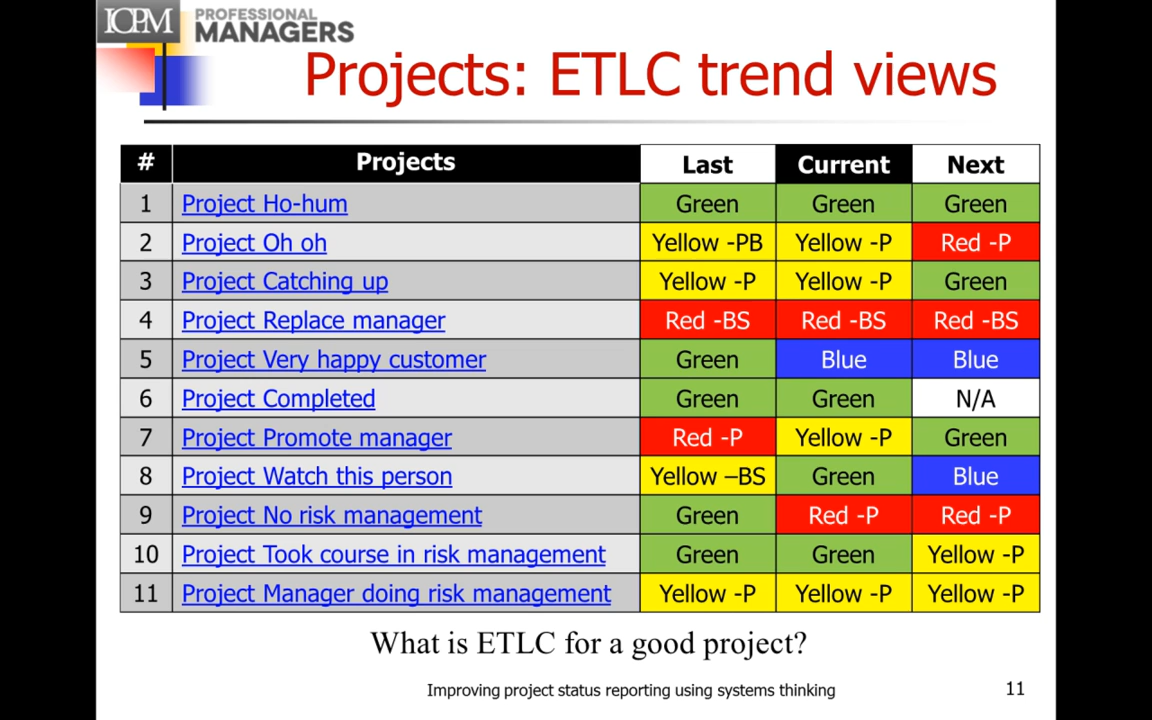 ICPM PROFESSIONAL
MANAGERS
Projects: ETLC trend views
# Projects Last Current Next
1 Project Ho-hum Green Green Green
2 Project Oh oh Yellow -PB Yellow -P Red -P
3 Project Catching up Yellow -P Yellow -P Green
4 Project Replace manager Red -BS Red -BS Red -BS
5 Project Very happy customer Green Blue Blue
6 Project Completed Green Green N/A
7 Project Promote manager Red -P Yellow -P Green
8 Project Watch this person Yellow –BS Green Blue
9 Project No risk management Green Red -P Red -P
10 Project Took course in risk management Green Green Yellow -P
11 Project Manager doing risk management Yellow -P Yellow -P Yellow -P
What is ETLC for a good project?
Improving project status reporting using systems thinking 11